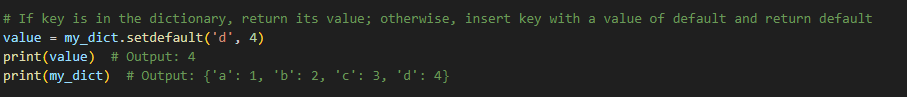 # If key is in the dictionary, return its value; otherwise, insert key with a value of default and return default
value = my_dict.setdefault('d', 4)
print(value)  # Output: 4
print(my_dict)  # Output: {'a': 1, 'b': 2, 'c': 3, 'd': 4}